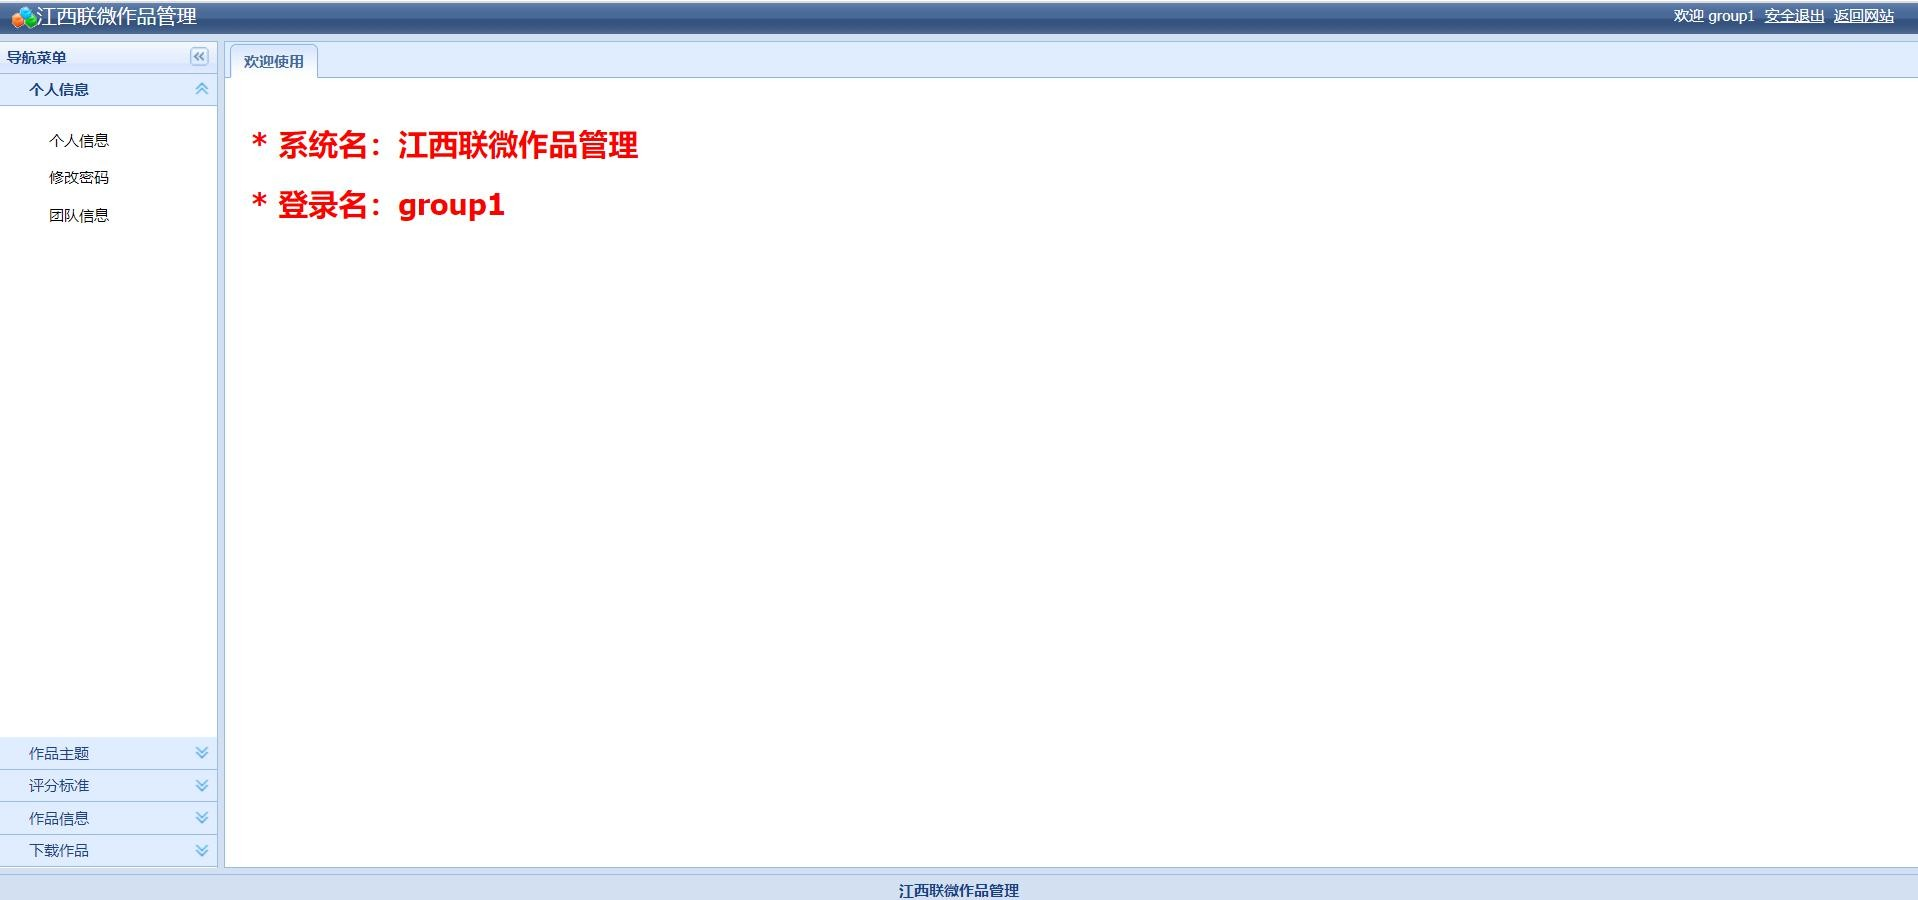 江西联微作品管理
欢迎 group1 安全退出 返回网站
导航菜单
个人信息
个人信息
修改密码
团队信息
作品主题
评分标准
作品信息
下载作品
欢迎使用
* 系统名：江西联微作品管理
* 登录名：group1
江西联微作品管理